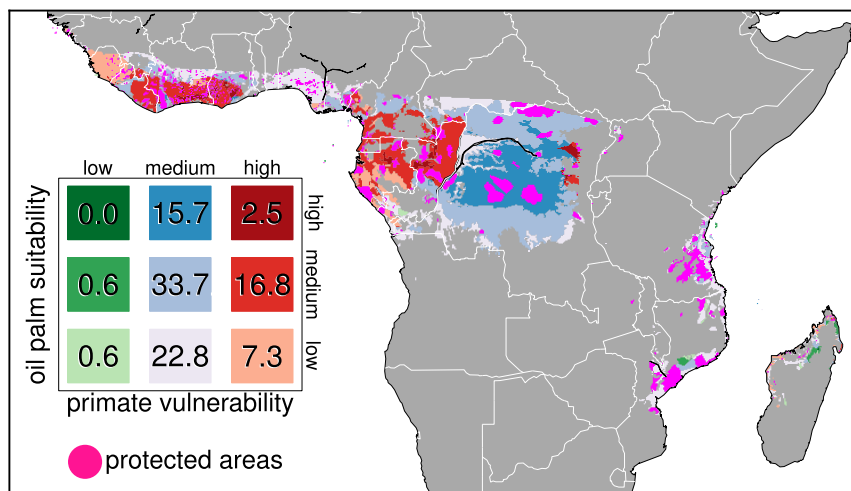 low medium high
oil palm suitability
0.0 15.7 2.5 high
0.6 33.7 16.8 medium
0.6 22.8 7.3 low
primate vulnerability
protected areas